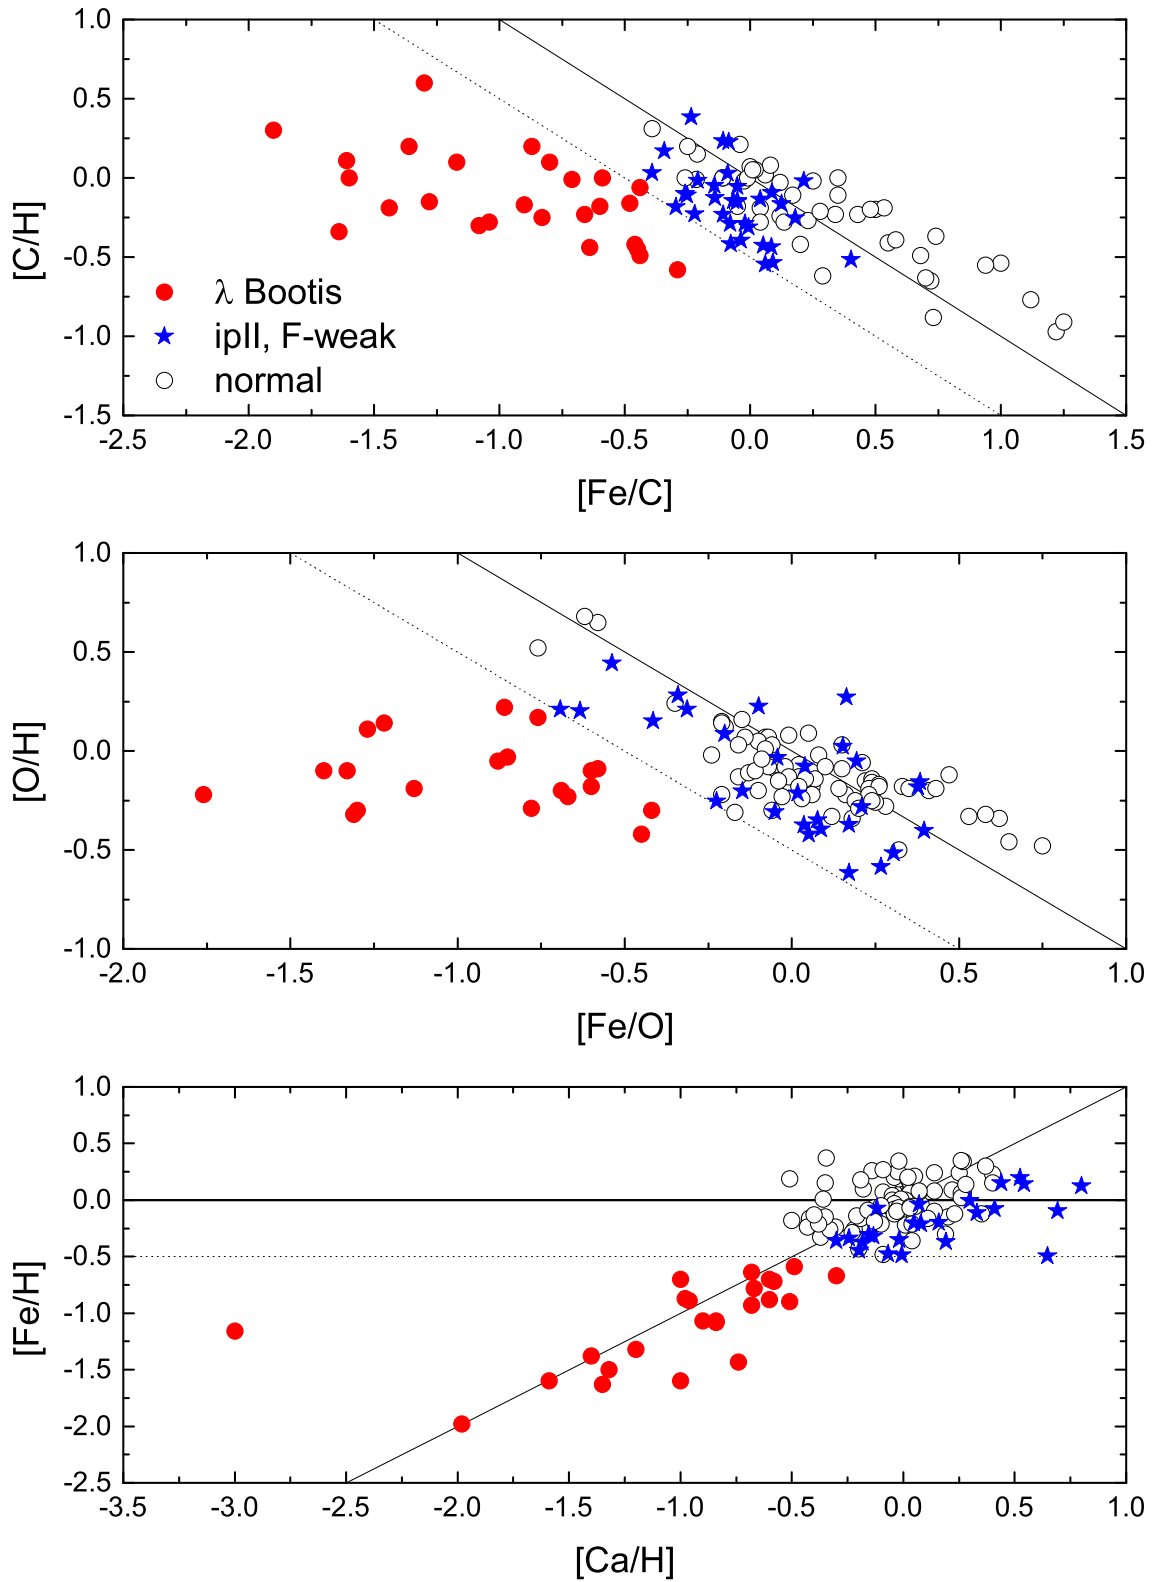 1.0
0.5
0.0
-0.5
-1.0
-1.5
[C/H]
λ Bootis
ipII, F-weak
normal
-2.5 -2.0 -1.5 -1.0 -0.5 0.0 0.5 1.0 1.5
[Fe/C]
1.0
0.5
0.0
-0.5
-1.0
[O/H]
-2.0 -1.5 -1.0 -0.5 0.0 0.5 1.0
[Fe/O]
1.0
0.5
0.0
-0.5
-1.0
-1.5
-2.0
-2.5
[Fe/H]
-3.5 -3.0 -2.5 -2.0 -1.5 -1.0 -0.5 0.0 0.5 1.0
[Ca/H]